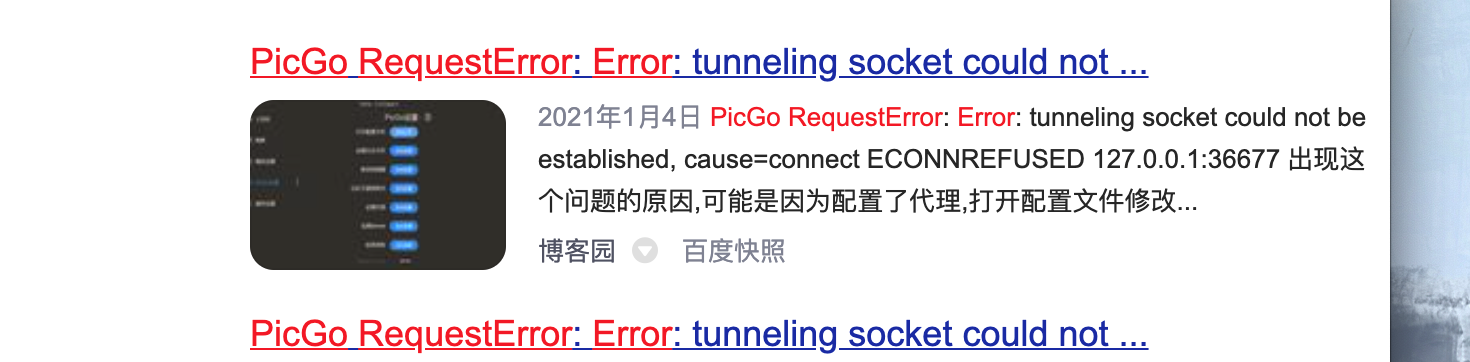 PicGo RequestError: Error: tunneling socket could not ...
2021年1月4日 PicGo RequestError: Error: tunneling socket could not be
established, cause=connect ECONNREFUSED 127.0.0.1:36677 出现这
个问题的原因,可能是因为配置了代理,打开配置文件修改...
博客园 百度快照
PicGo RequestError: Error: tunneling socket could not ...